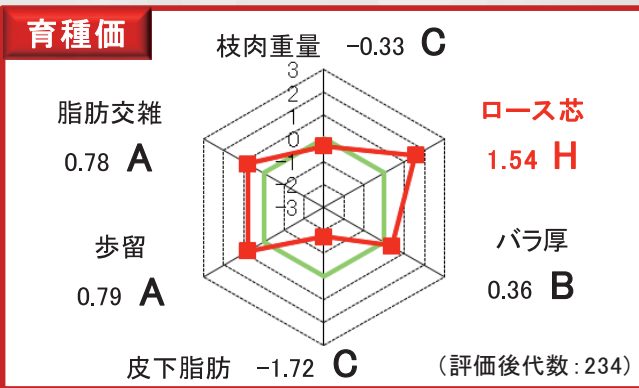 育種価
枝肉重量 -0.33 C
3
2
1
0
-1
-2
-3
脂肪交雑
0.78 A
ロース芯
1.54 H
歩留
0.79 A
バラ厚
0.36 B
皮下脂肪 -1.72 C
(評価後代数:234)